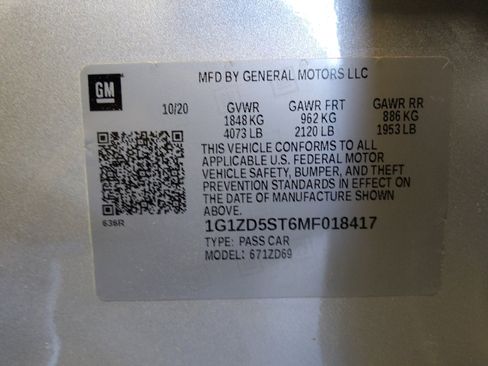 MFD BY GENERAL MOTORS LLC
GM
10/20 GVWR GAWR FRT GAWR RR
1848 KG 962 KG 886 KG
4073 LB 2120 LB 1953 LB
THIS VEHICLE CONFORMS TO ALL
APPLICABLE U.S. FEDERAL MOTOR
VEHICLE SAFETY, BUMPER, AND THEFT
PREVENTION STANDARDS IN EFFECT ON
THE DATE OF MANUFACTURE SHOWN
ABOVE.
636R
1G1ZD5ST6MF018417
TYPE: PASS CAR
MODEL: 671ZD69